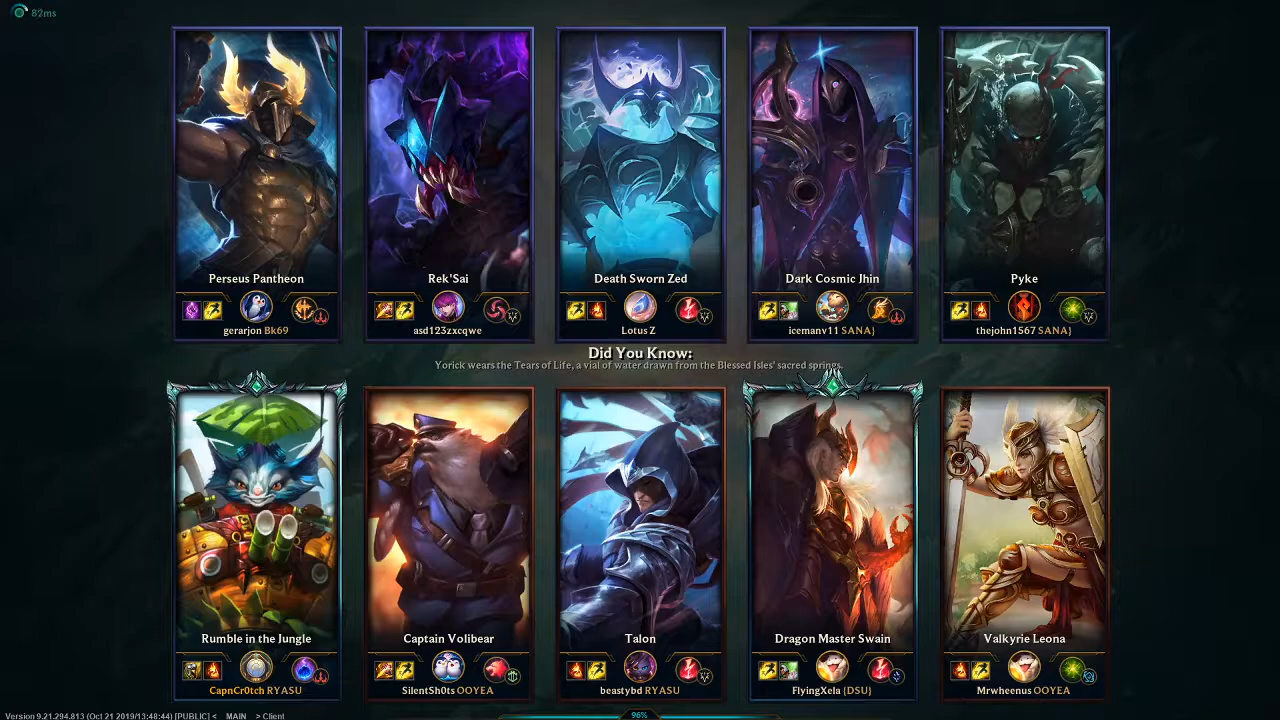 82ms
Perseus Pantheon
Rek'Sai
Death Sworn Zed
Dark Cosmic Jhin
Pyke
gerarjon Bk69
asd123zxcqwe
Lotus Z
icemanv11 SANA}
thejohn1567 SANA}
Did You Know:
Yorick wears the Tears of Life, a vial of water drawn from the Blessed Isles' sacred springs.
Rumble in the Jungle
Captain Volibear
Talon
Dragon Master Swain
Valkyrie Leona
CapnCr0tch RYASU
SilentSh0ts OOYEA
beastybd RYASU
FlyingXela {DSU}
Mrwheenus OOYEA
Version 9.21.294.813 (Oct 21 2019/13:48:44) [PUBLIC] < __MAIN__ > Client
96%